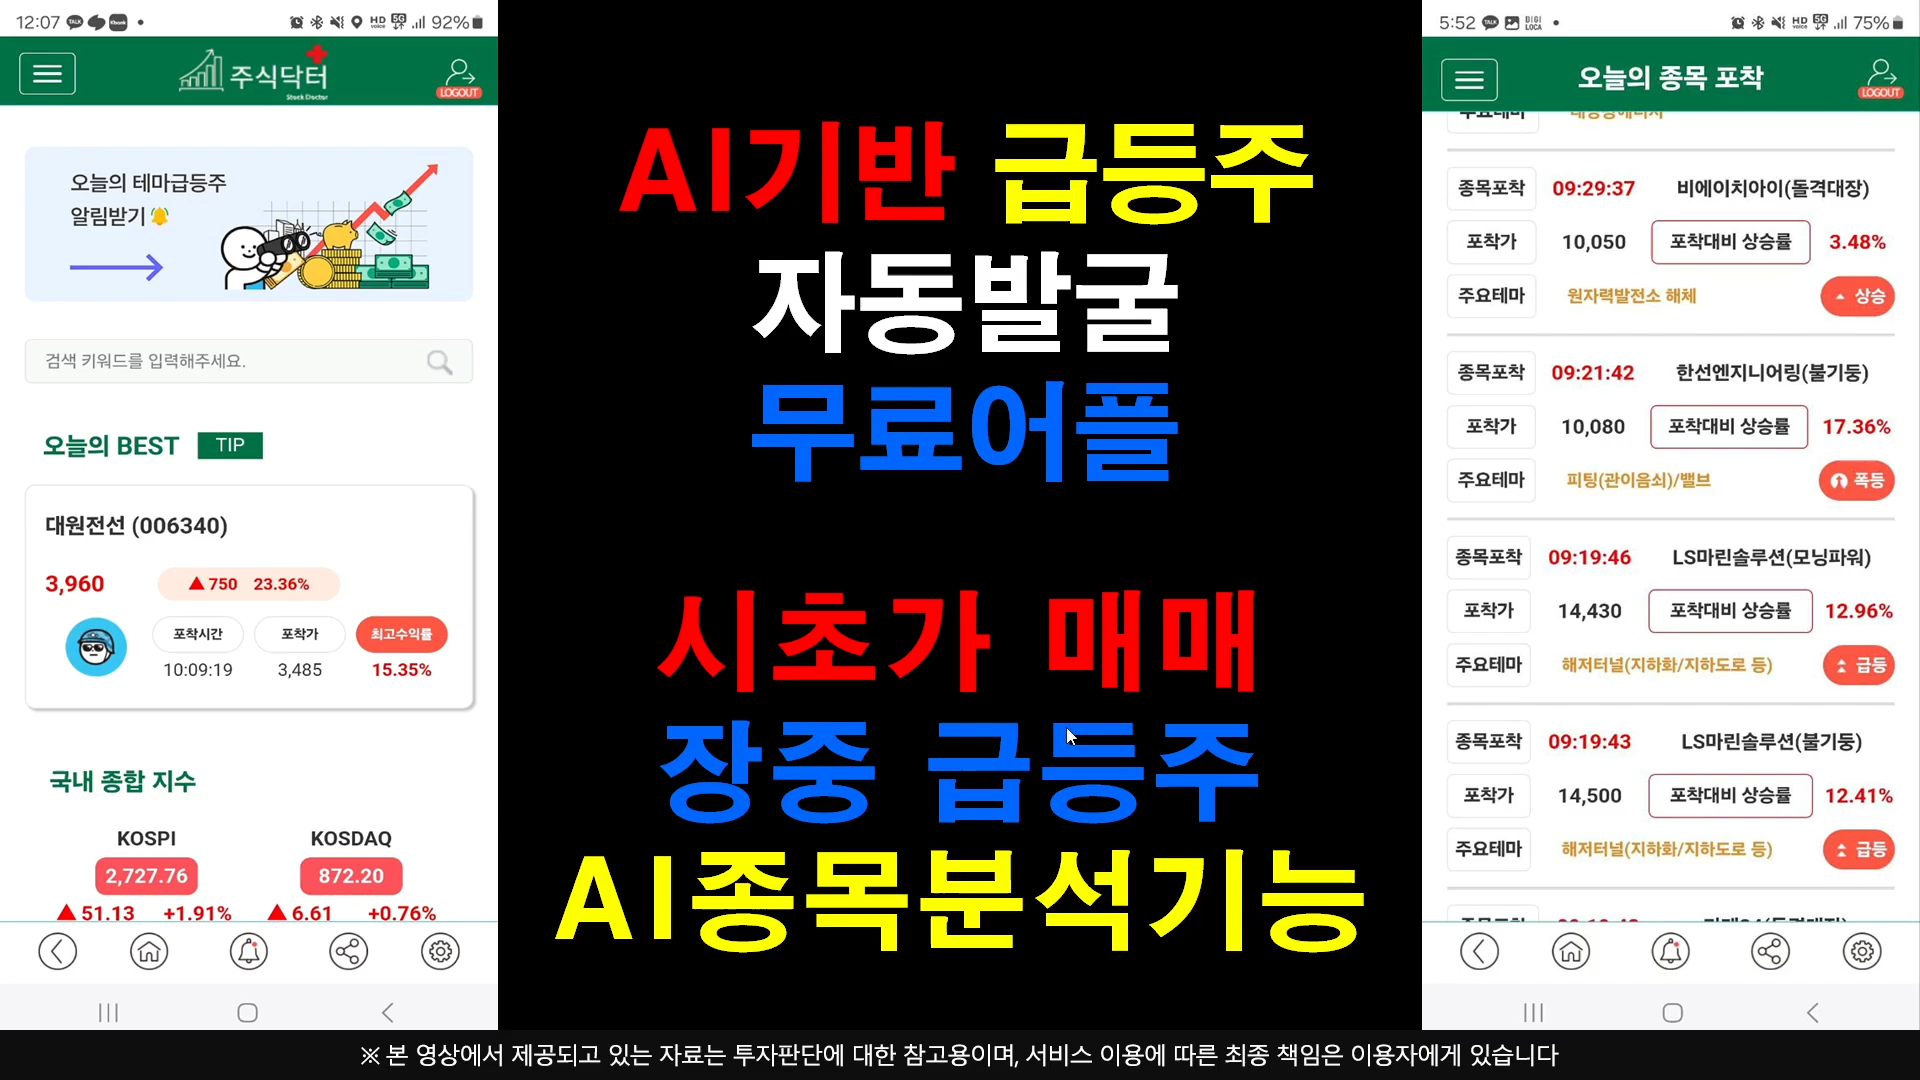 12:07
92%
주식닥터
Stock Doctor
LOGOUT
오늘의 테마급등주
알림받기
검색 키워드를 입력해주세요.
오늘의 BEST TIP
대원전선 (006340)
3,960 ▲750 23.36%
포착시간 포착가 최고수익률
10:09:19 3,485 15.35%
국내 종합 지수
KOSPI KOSDAQ
2,727.76 872.20
▲51.13 +1.91% ▲6.61 +0.76%
AI기반 급등주
자동발굴
무료어플
시초가 매매
장중 급등주
AI종목분석기능
5:52
75%
오늘의 종목 포착
LOGOUT
종목포착 09:29:37 비에이치아이(돌격대장)
포착가 10,050 포착대비 상승률 3.48%
주요테마 원자력발전소 해체 상승
종목포착 09:21:42 한선엔지니어링(불기둥)
포착가 10,080 포착대비 상승률 17.36%
주요테마 피팅(관이음쇠)/밸브 폭등
종목포착 09:19:46 LS마린솔루션(모닝파워)
포착가 14,430 포착대비 상승률 12.96%
주요테마 해저터널(지하화/지하도로 등) 급등
종목포착 09:19:43 LS마린솔루션(불기둥)
포착가 14,500 포착대비 상승률 12.41%
주요테마 해저터널(지하화/지하도로 등) 급등
※ 본 영상에서 제공되고 있는 자료는 투자판단에 대한 참고용이며, 서비스 이용에 따른 최종 책임은 이용자에게 있습니다